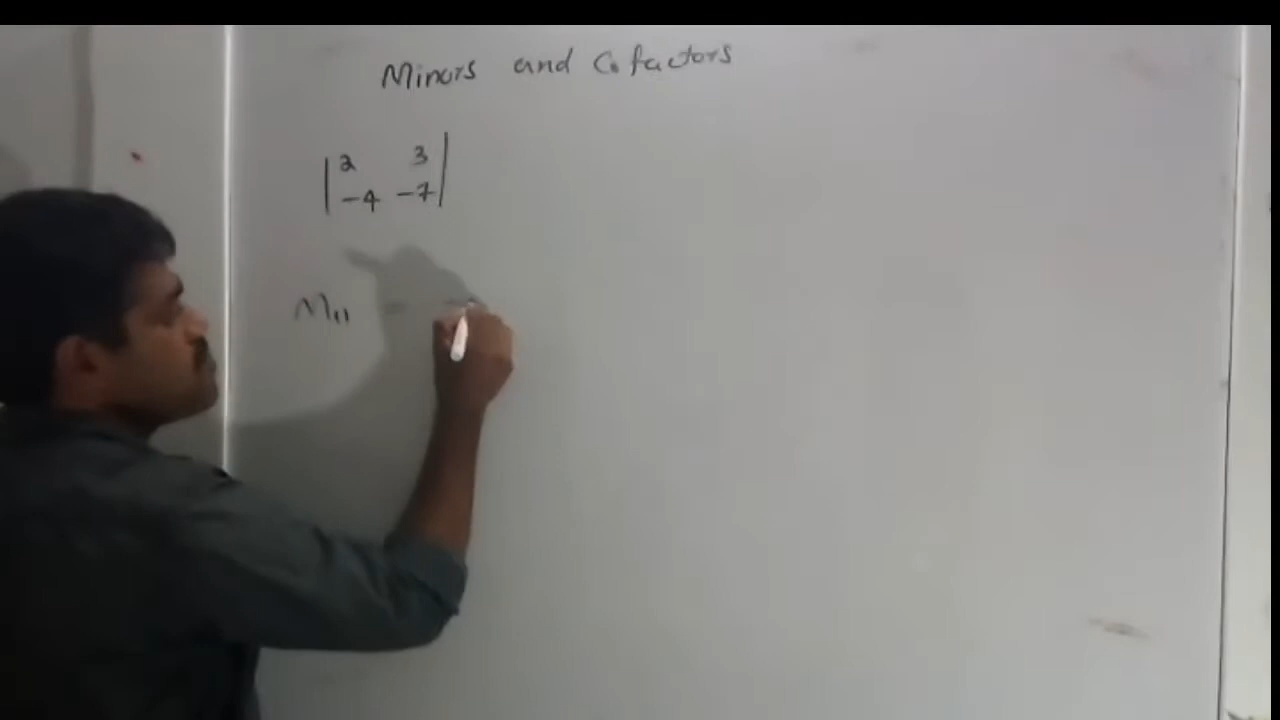 Minors and Cofactors
| 2 3 |
| -4 -7 |
M11 =